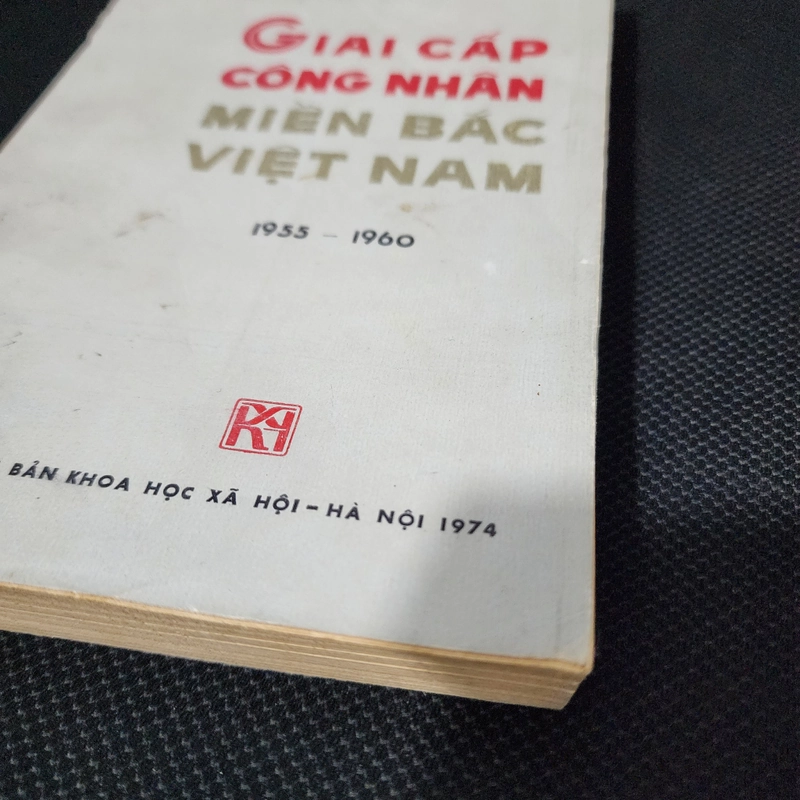 GIAI CẤP
CÔNG NHÂN
MIỀN BẮC
VIỆT NAM
1955 - 1960
BẢN KHOA HỌC XÃ HỘI - HÀ NỘI 1974